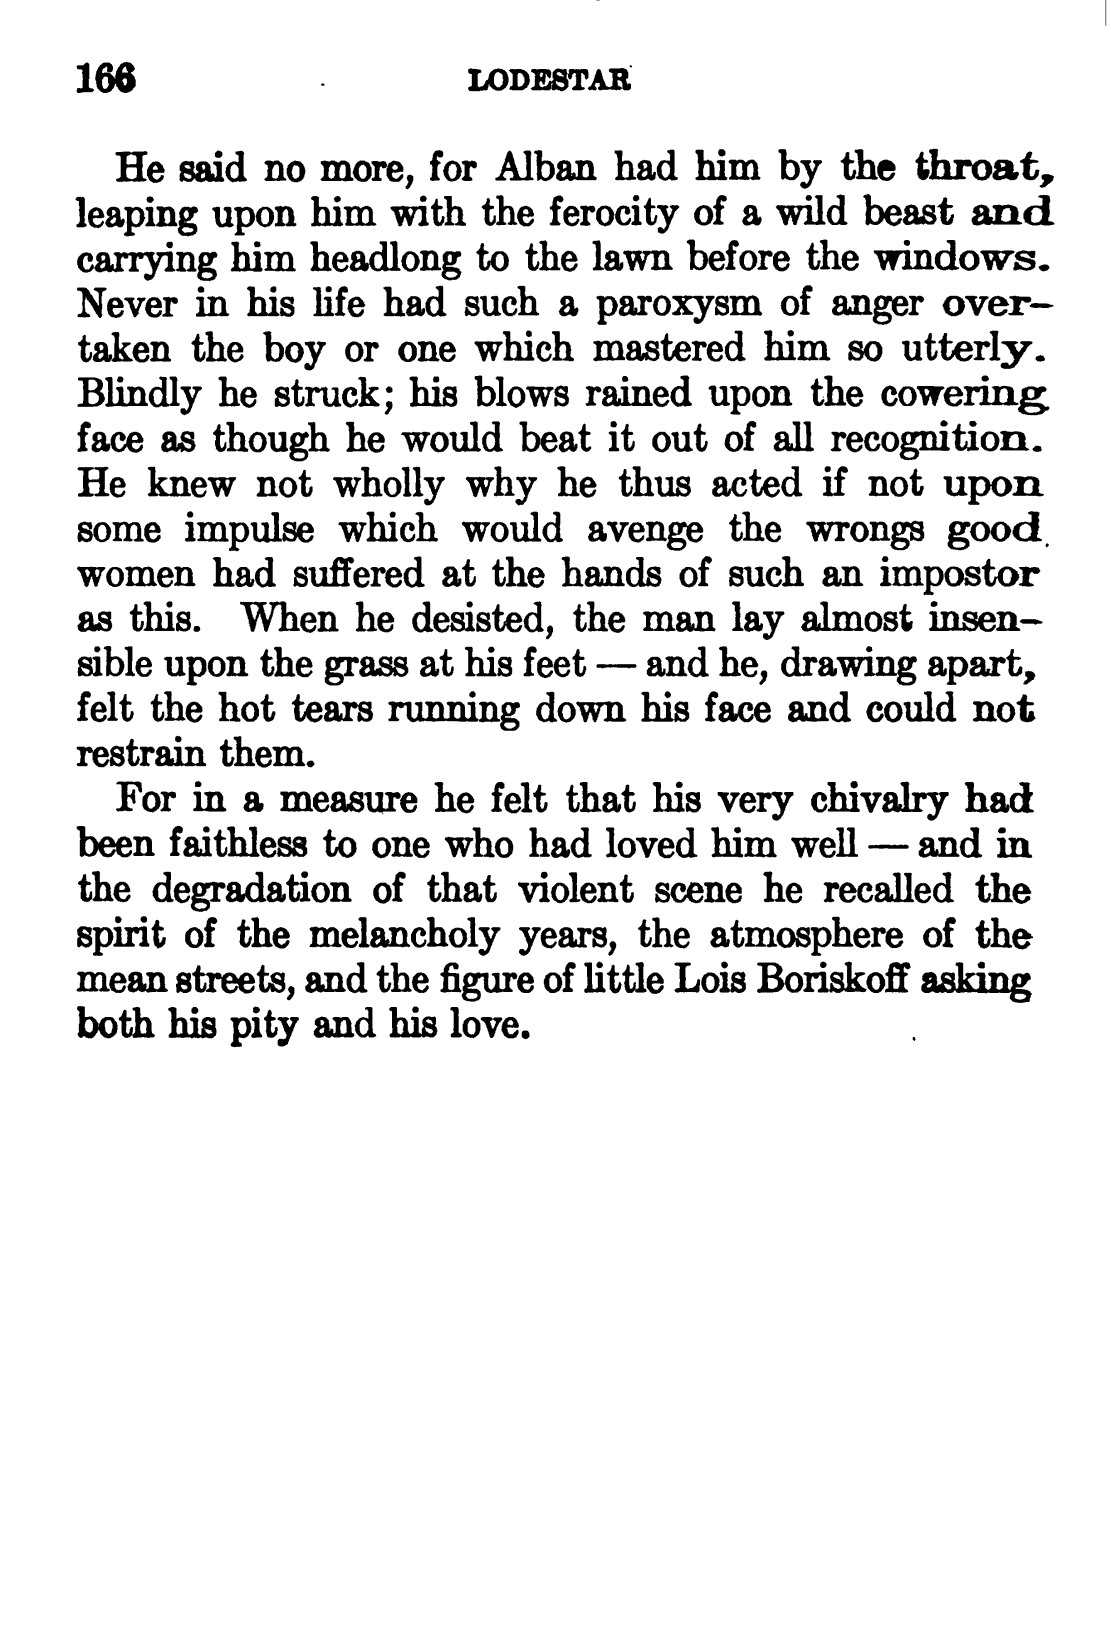 166 LODESTAR
He said no more, for Alban had him by the throat,
leaping upon him with the ferocity of a wild beast and
carrying him headlong to the lawn before the windows.
Never in his life had such a paroxysm of anger over-
taken the boy or one which mastered him so utterly.
Blindly he struck; his blows rained upon the cowering
face as though he would beat it out of all recognition.
He knew not wholly why he thus acted if not upon
some impulse which would avenge the wrongs good
women had suffered at the hands of such an impostor
as this. When he desisted, the man lay almost insen-
sible upon the grass at his feet — and he, drawing apart,
felt the hot tears running down his face and could not
restrain them.
For in a measure he felt that his very chivalry had
been faithless to one who had loved him well — and in
the degradation of that violent scene he recalled the
spirit of the melancholy years, the atmosphere of the
mean streets, and the figure of little Lois Boriskoff asking
both his pity and his love.